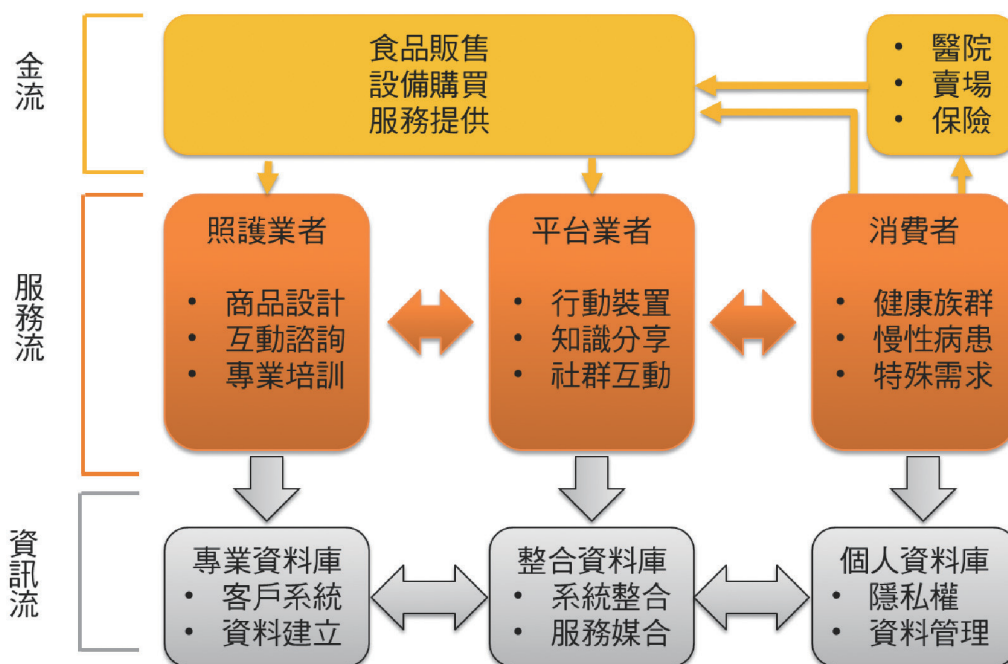 金流
食品販售
設備購買
服務提供
• 醫院
• 賣場
• 保險
服務流
照護業者
• 商品設計
• 互動諮詢
• 專業培訓
平台業者
• 行動裝置
• 知識分享
• 社群互動
消費者
• 健康族群
• 慢性病患
• 特殊需求
資訊流
專業資料庫
• 客戶系統
• 資料建立
整合資料庫
• 系統整合
• 服務媒合
個人資料庫
• 隱私權
• 資料管理